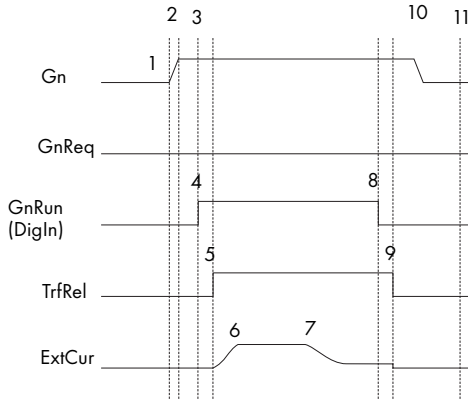 2 3 10 11
1
Gn
GnReq
4 8
GnRun
(DigIn)
5 9
TrfRel
6 7
ExtCur